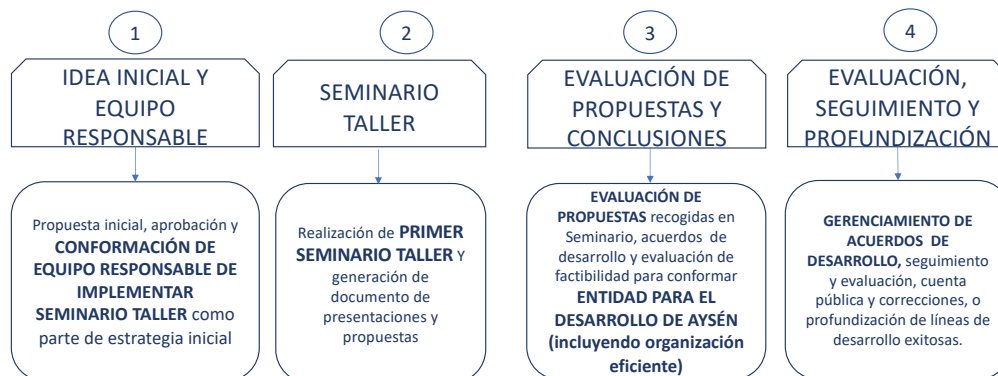 1
IDEA INICIAL Y
EQUIPO
RESPONSABLE
Propuesta inicial, aprobación y
CONFORMACIÓN DE
EQUIPO RESPONSABLE DE
IMPLEMENTAR
SEMINARIO TALLER como
parte de estrategia inicial
2
SEMINARIO
TALLER
Realización de PRIMER
SEMINARIO TALLER Y
generación de
documento de
presentaciones y
propuestas
3
EVALUACIÓN DE
PROPUESTAS Y
CONCLUSIONES
EVALUACIÓN DE
PROPUESTAS recogidas en
Seminario, acuerdos de
desarrollo y evaluación de
factibilidad para conformar
ENTIDAD PARA EL
DESARROLLO DE AYSÉN
(incluyendo organización
eficiente)
4
EVALUACIÓN,
SEGUIMIENTO Y
PROFUNDIZACIÓN
GERENCIAMIENTO DE
ACUERDOS DE
DESARROLLO, seguimiento
y evaluación, cuenta
pública y correcciones, o
profundización de líneas de
desarrollo exitosas.